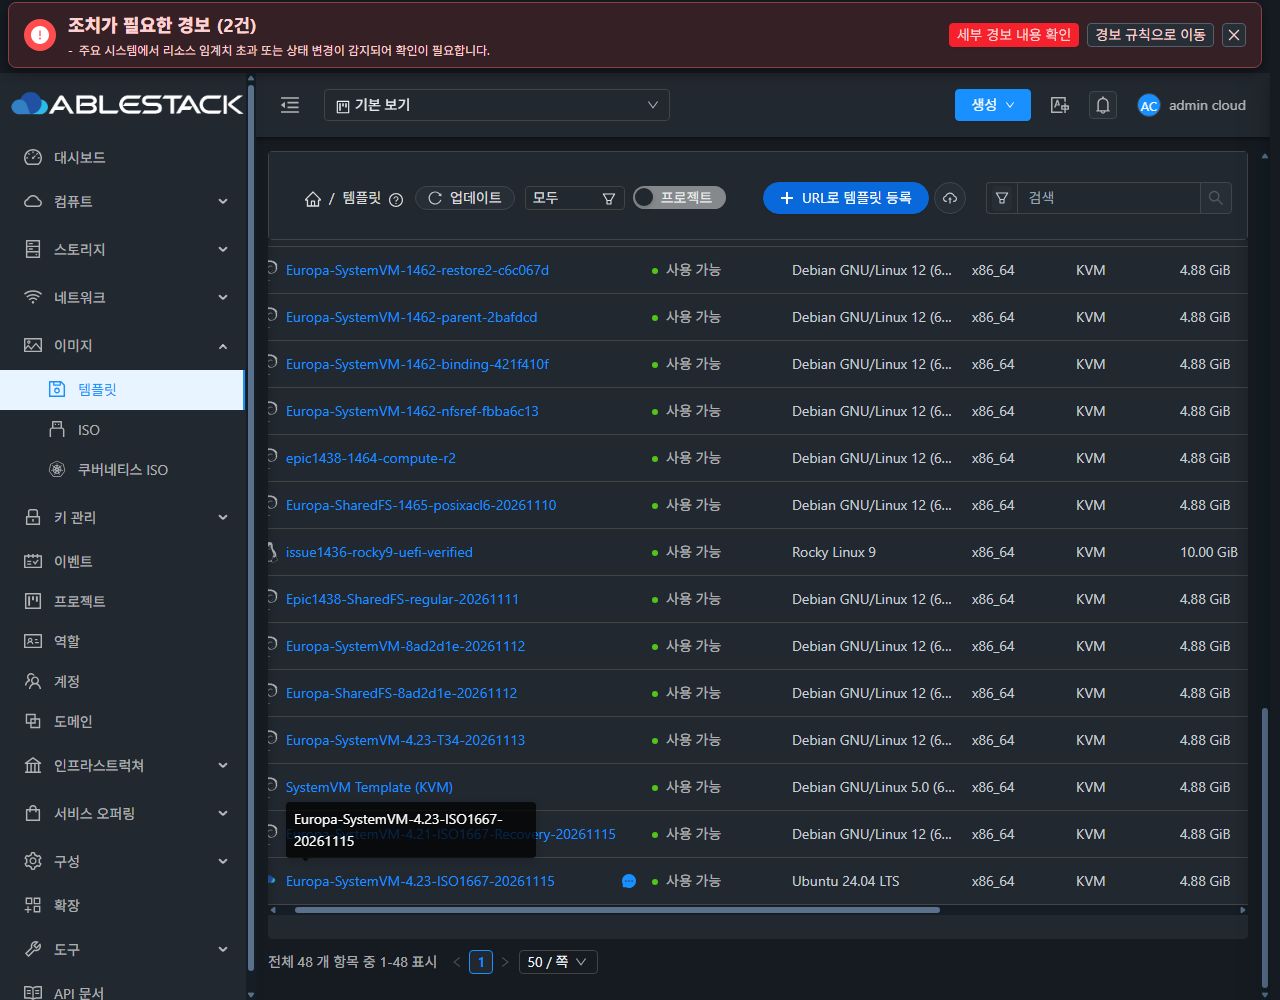 조치가 필요한 경보 (2건)
- 주요 시스템에서 리소스 임계치 초과 또는 상태 변경이 감지되어 확인이 필요합니다.
세부 경보 내용 확인
경보 규칙으로 이동
ABLESTACK
기본 보기
생성
AC
admin cloud
대시보드
컴퓨트
스토리지
네트워크
이미지
템플릿
ISO
쿠버네티스 ISO
키 관리
이벤트
프로젝트
역할
계정
도메인
인프라스트럭쳐
서비스 오퍼링
구성
확장
도구
API 문서
/ 템플릿
업데이트
모두
프로젝트
URL로 템플릿 등록
검색
Europa-SystemVM-1462-restore2-c6c067d 사용 가능 Debian GNU/Linux 12 (6... x86_64 KVM 4.88 GiB
Europa-SystemVM-1462-parent-2bafdcd 사용 가능 Debian GNU/Linux 12 (6... x86_64 KVM 4.88 GiB
Europa-SystemVM-1462-binding-421f410f 사용 가능 Debian GNU/Linux 12 (6... x86_64 KVM 4.88 GiB
Europa-SystemVM-1462-nfsref-fbba6c13 사용 가능 Debian GNU/Linux 12 (6... x86_64 KVM 4.88 GiB
epic1438-1464-compute-r2 사용 가능 Debian GNU/Linux 12 (6... x86_64 KVM 4.88 GiB
Europa-SharedFS-1465-posixacl6-20261110 사용 가능 Debian GNU/Linux 12 (6... x86_64 KVM 4.88 GiB
issue1436-rocky9-uefi-verified 사용 가능 Rocky Linux 9 x86_64 KVM 10.00 GiB
Epic1438-SharedFS-regular-20261111 사용 가능 Debian GNU/Linux 12 (6... x86_64 KVM 4.88 GiB
Europa-SystemVM-8ad2d1e-20261112 사용 가능 Debian GNU/Linux 12 (6... x86_64 KVM 4.88 GiB
Europa-SharedFS-8ad2d1e-20261112 사용 가능 Debian GNU/Linux 12 (6... x86_64 KVM 4.88 GiB
Europa-SystemVM-4.23-T34-20261113 사용 가능 Debian GNU/Linux 12 (6... x86_64 KVM 4.88 GiB
SystemVM Template (KVM) 사용 가능 Debian GNU/Linux 5.0 (6... x86_64 KVM 4.88 GiB
Europa-SystemVM-4.23-ISO1667-
20261115
Europa-SystemVM-4.21-ISO1667-Recovery-20261115 사용 가능 Debian GNU/Linux 12 (6... x86_64 KVM 4.88 GiB
Europa-SystemVM-4.23-ISO1667-20261115 사용 가능 Ubuntu 24.04 LTS x86_64 KVM 4.88 GiB
전체 48 개 항목 중 1-48 표시 < 1 > 50 / 쪽